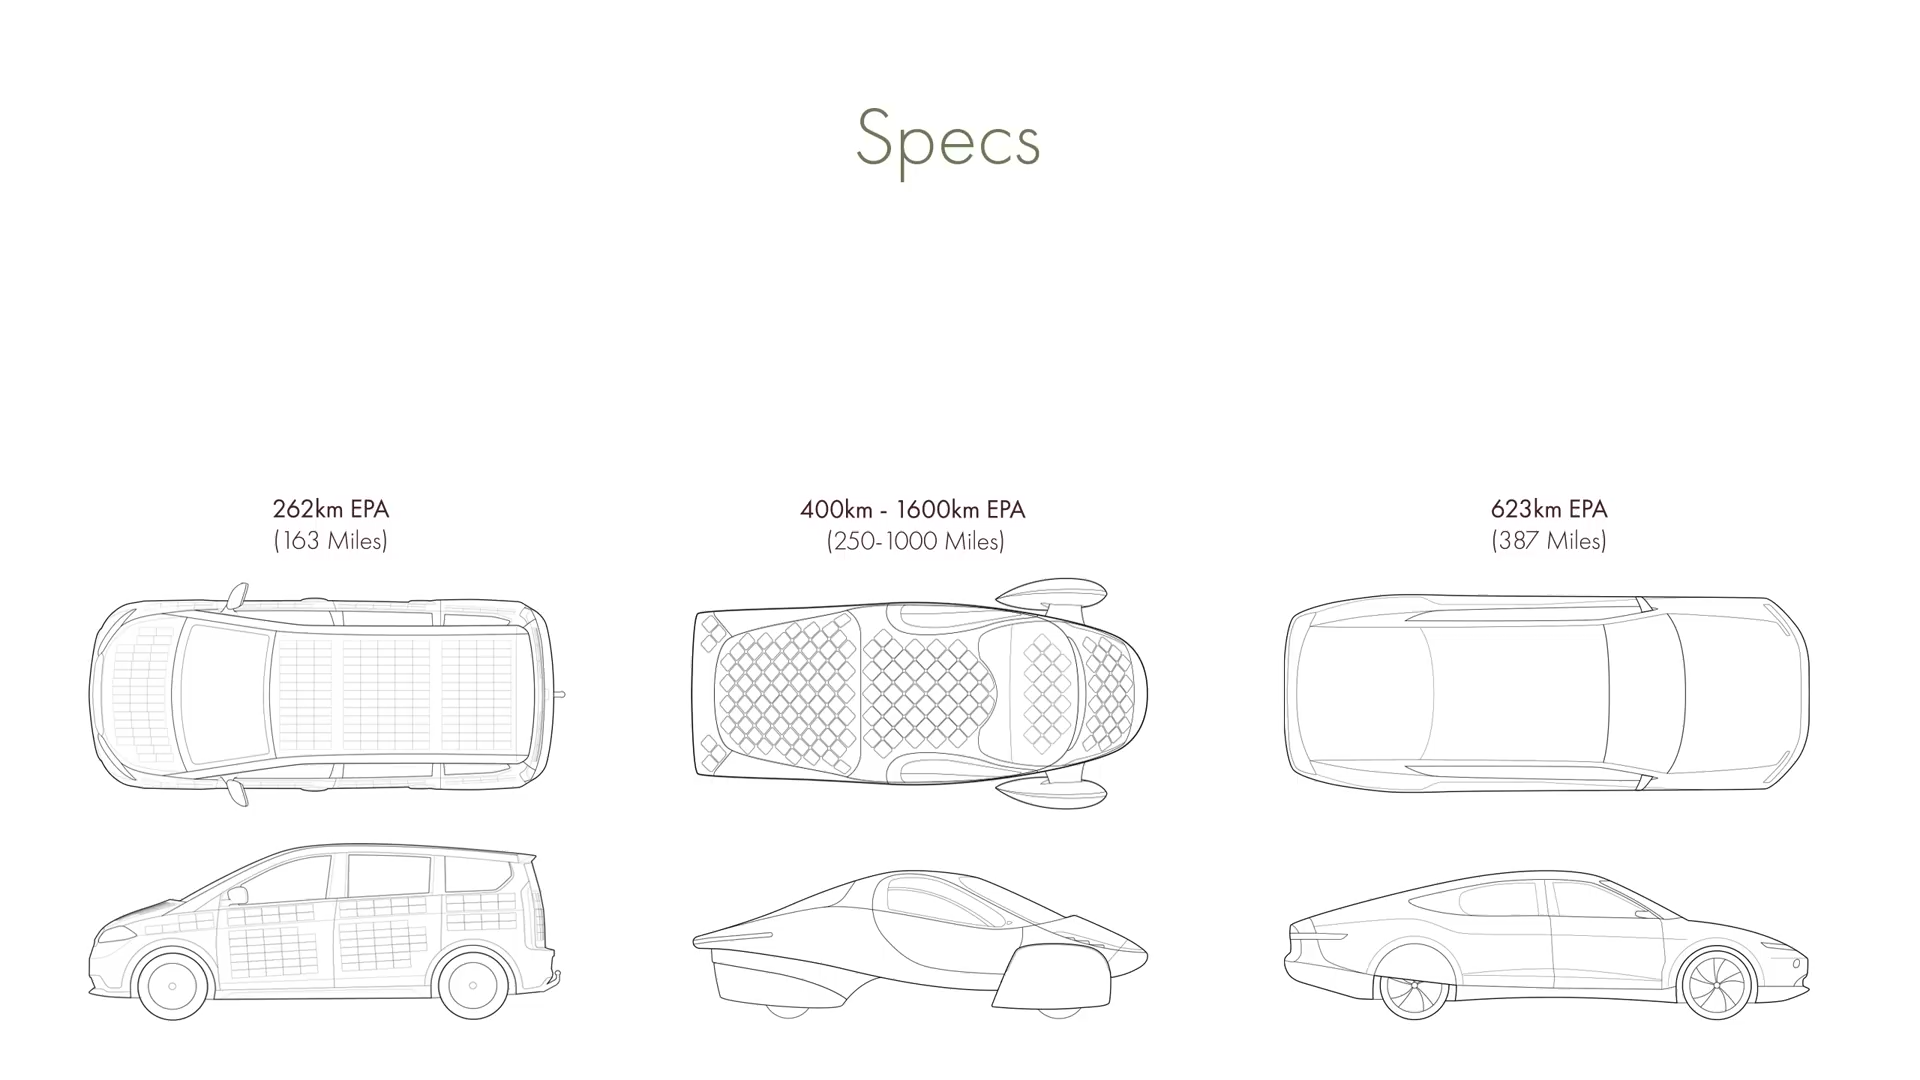 Specs
262km EPA
(163 Miles)
400km - 1600km EPA
(250-1000 Miles)
623km EPA
(387 Miles)